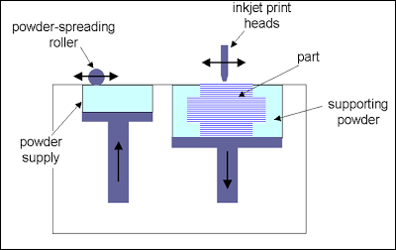 inkjet print
heads
powder-spreading
roller
part
supporting
powder
powder
supply